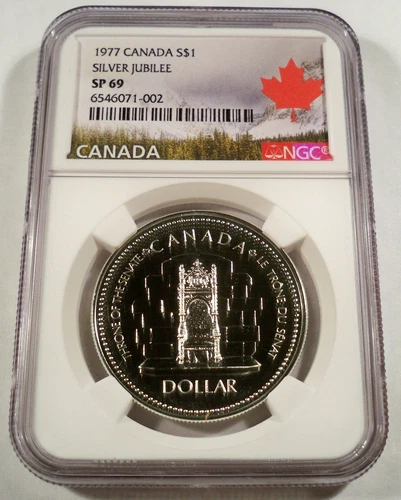 1977 CANADA S$1
SILVER JUBILEE
SP 69
6546071-002
CANADA
NGC®
THRONE OF THE SENATE
CANADA
LE TRÔNE DU SÉNAT
DOLLAR